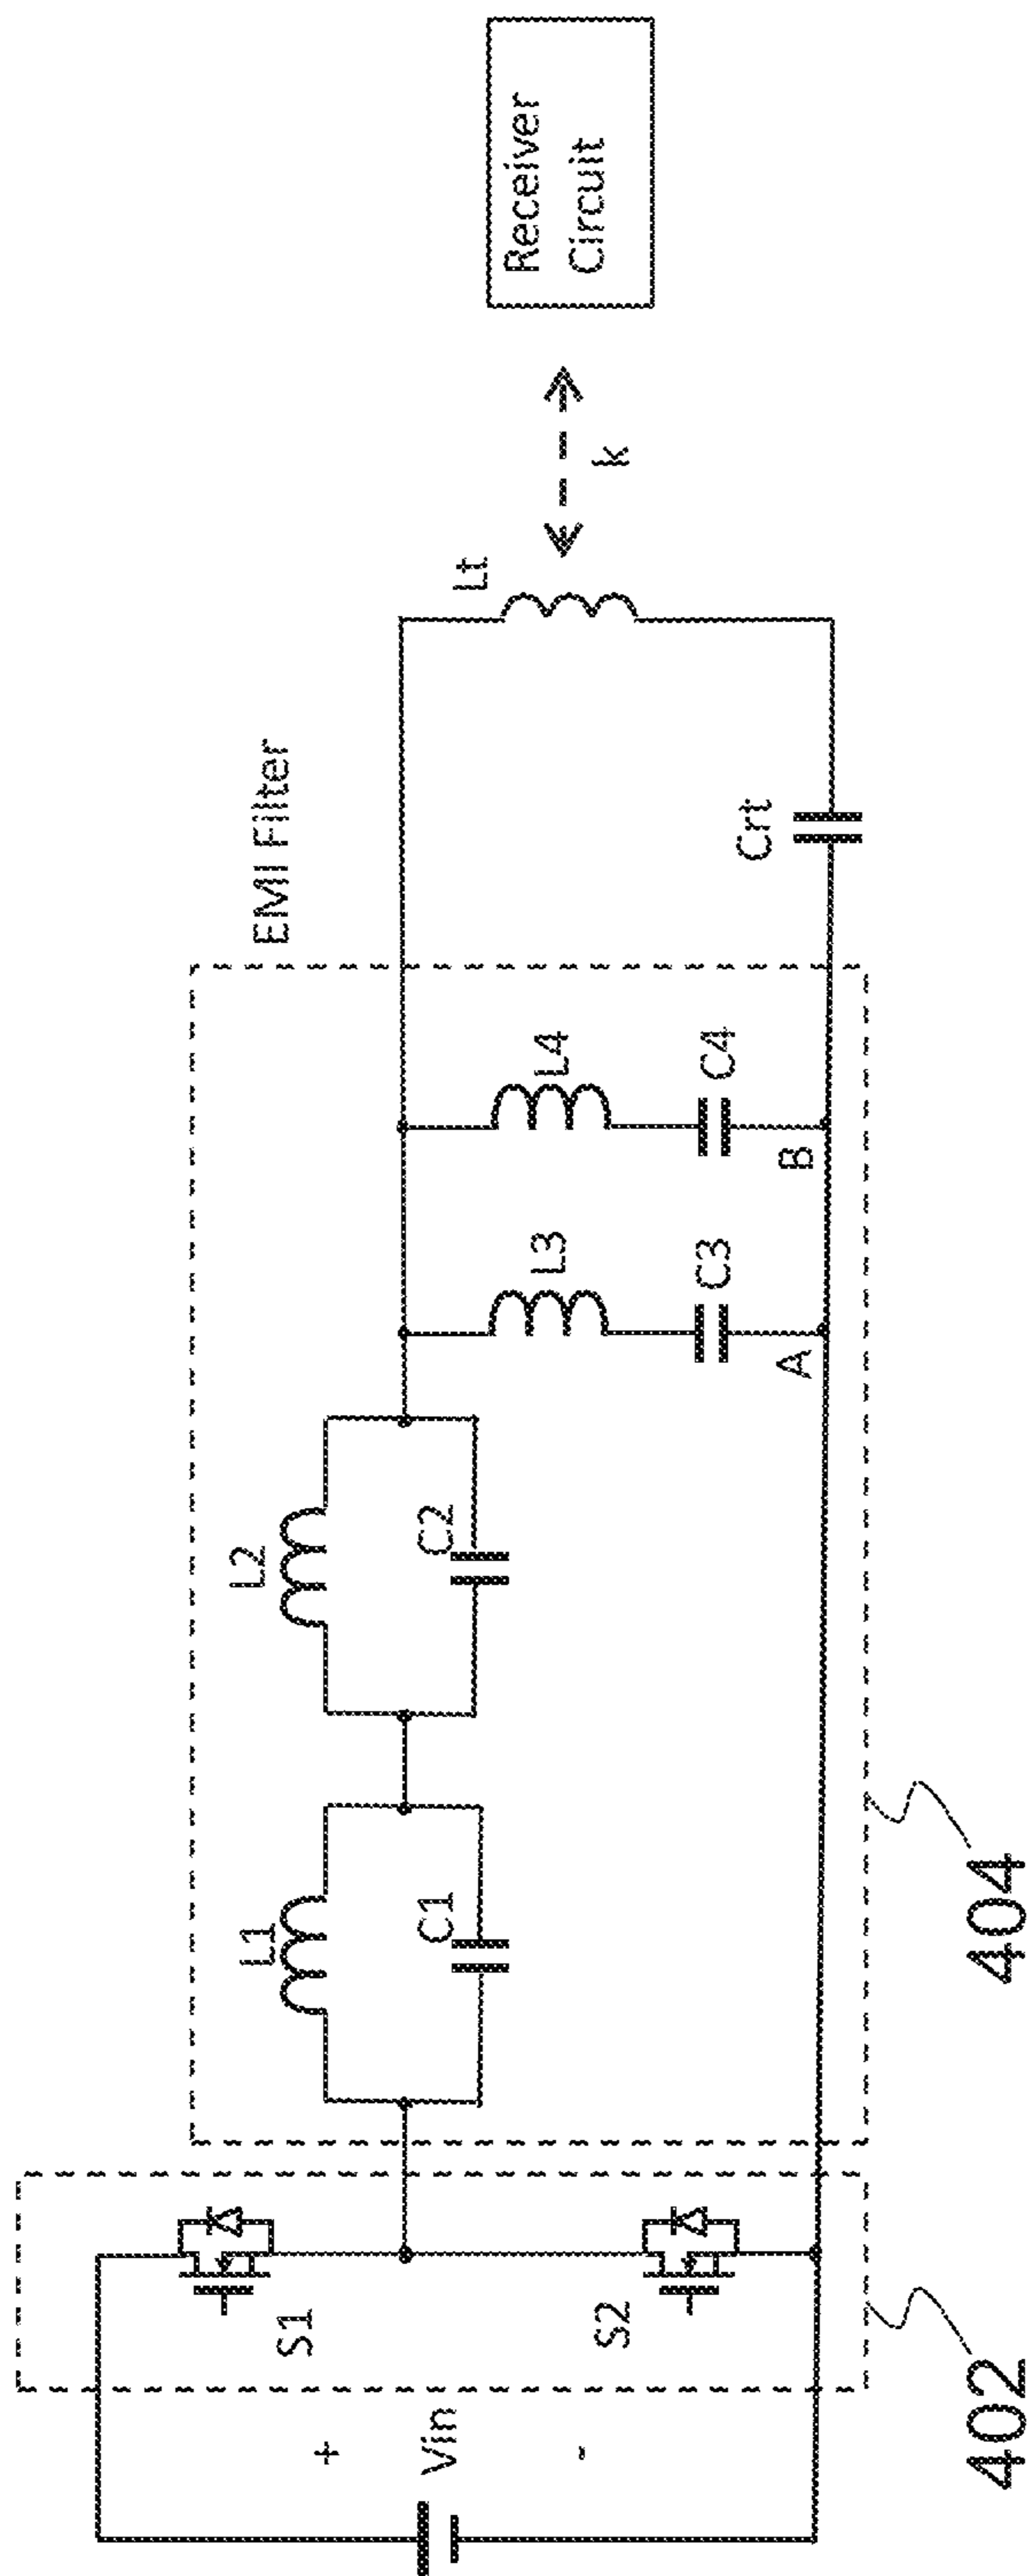 EMI Filter
Receiver
Circuit
Vin
+
-
S1
S2
L1
C1
L2
C2
L3
C3
A
L4
C4
B
Crt
Lt
k
402
404